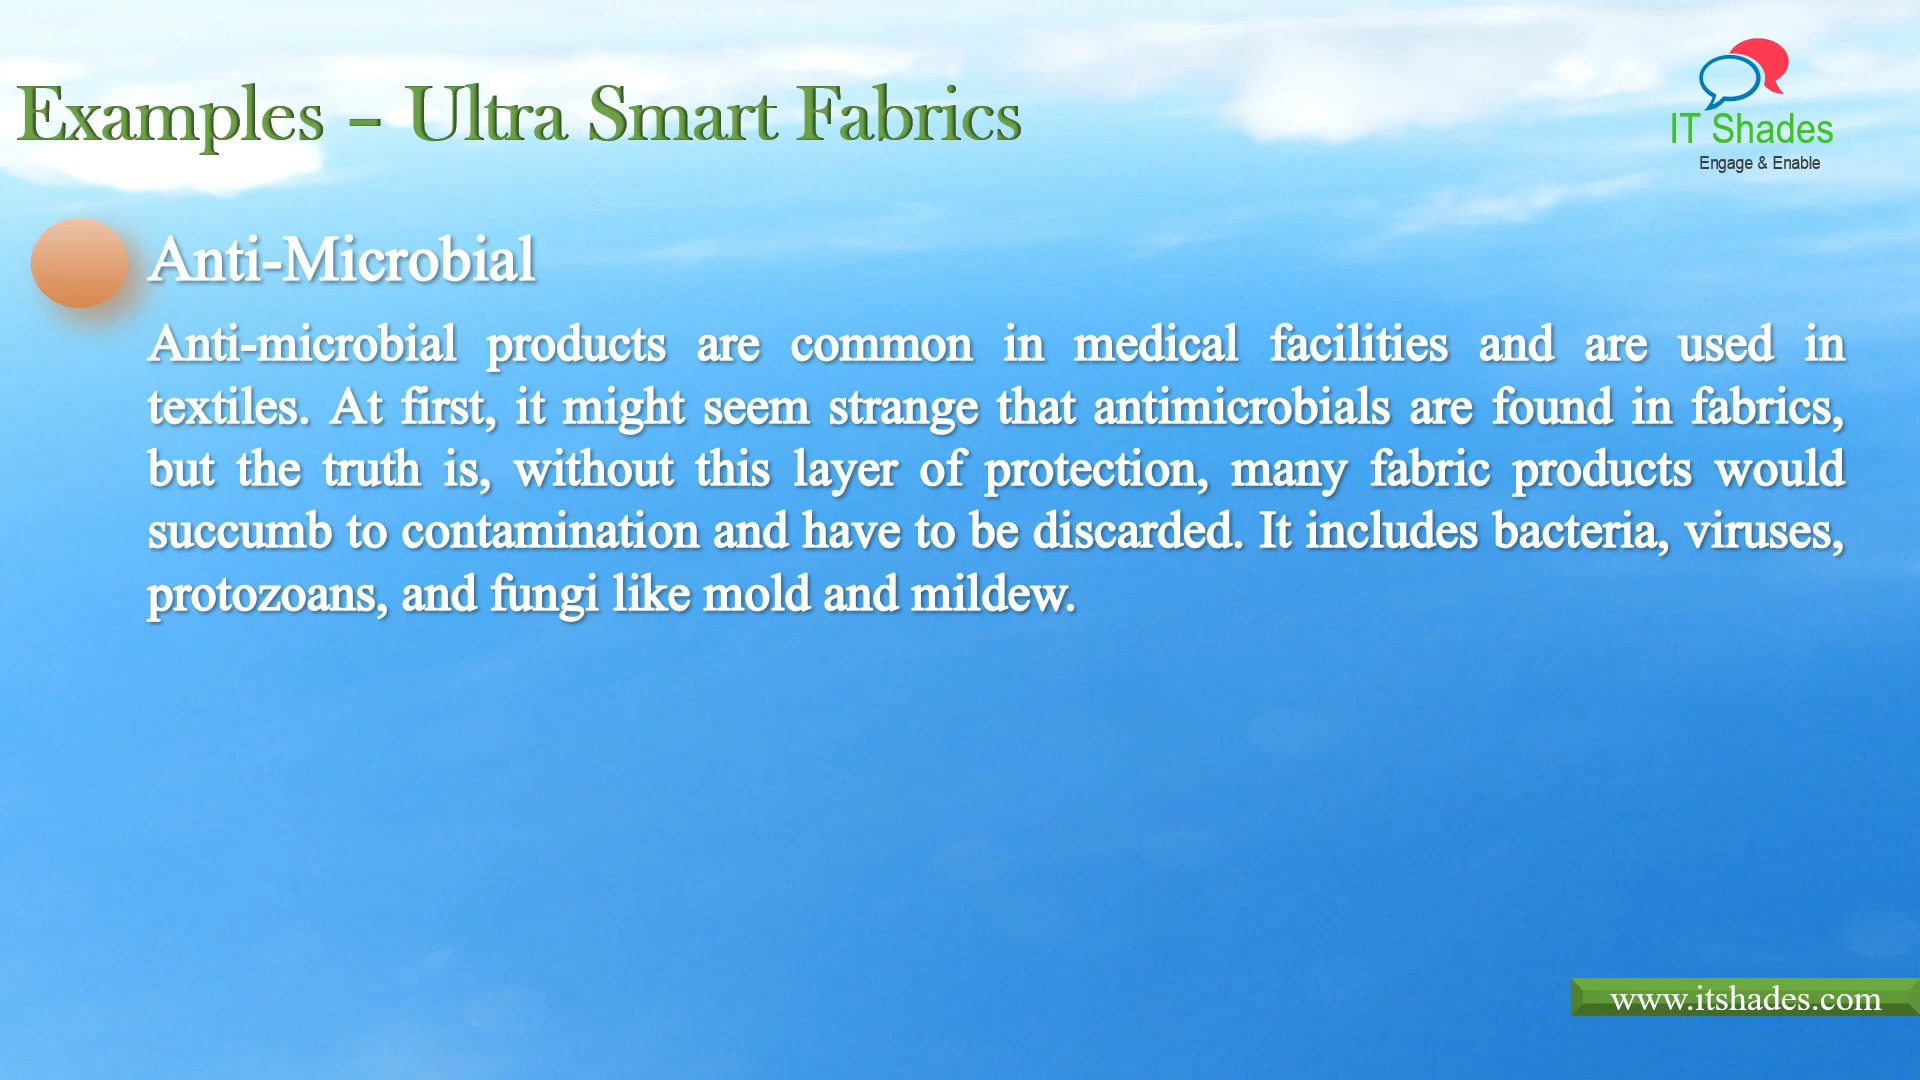 Examples – Ultra Smart Fabrics
IT Shades
Engage & Enable
Anti-Microbial
Anti-microbial products are common in medical facilities and are used in
textiles. At first, it might seem strange that antimicrobials are found in fabrics,
but the truth is, without this layer of protection, many fabric products would
succumb to contamination and have to be discarded. It includes bacteria, viruses,
protozoans, and fungi like mold and mildew.
www.itshades.com